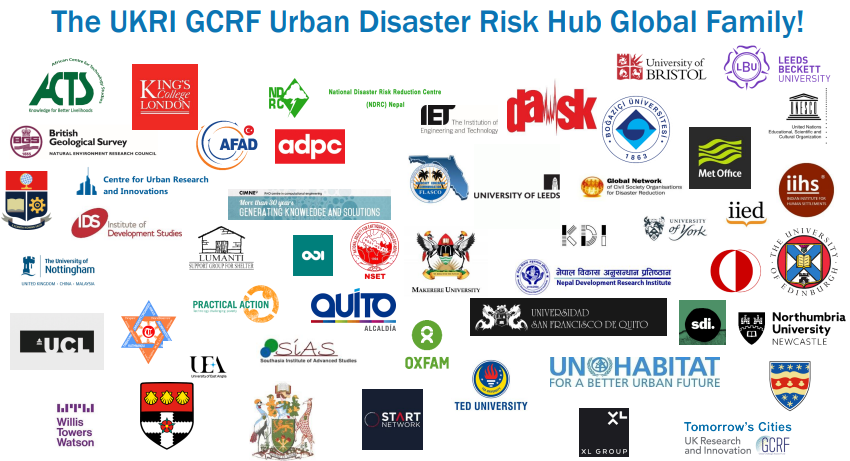 The UKRI GCRF Urban Disaster Risk Hub Global Family!
African Centre for Technology Studies
ACTS
Knowledge for Better Livelihoods
KING'S
College
LONDON
ND
RC
National Disaster Risk Reduction Centre
(NDRC) Nepal
IET
The Institution of
Engineering and Technology
dask
University of
BRISTOL
LBU
LEEDS
BECKETT
UNIVERSITY
BOĞAZİÇİ ÜNİVERSİTESİ
1863
UNESCO
United Nations
Educational, Scientific and
Cultural Organization
BGS
British
Geological Survey
NATURAL ENVIRONMENT RESEARCH COUNCIL
AFAD
adpc
Met Office
Centre for Urban Research
and Innovations
CIMNE
More than 30 years
GENERATING KNOWLEDGE AND SOLUTIONS
FLASCO
UNIVERSITY OF LEEDS
Global Network
of Civil Society Organisations
for Disaster Reduction
iihs
INDIAN INSTITUTE FOR
HUMAN SETTLEMENTS
iied
IDS
Institute of
Development Studies
LUMANTI
SUPPORT GROUP FOR SHELTER
ODI
NSET
MAKERERE UNIVERSITY
KDI
UNIVERSITY
of York
THE UNIVERSITY OF EDINBURGH
The University of
Nottingham
UNITED KINGDOM · CHINA · MALAYSIA
नेपाल विकास अनुसन्धान प्रतिष्ठान
Nepal Development Research Institute
PRACTICAL ACTION
Technology challenging poverty
QUITO
ALCALDÍA
UNIVERSIDAD
SAN FRANCISCO DE QUITO
sdi.
Northumbria
University
NEWCASTLE
UCL
UEA
University of East Anglia
SIAS
Southasia Institute of Advanced Studies
OXFAM
TED UNIVERSITY
UN HABITAT
FOR A BETTER URBAN FUTURE
Willis
Towers
Watson
START
NETWORK
XL
XL GROUP
Tomorrow's Cities
UK Research
and Innovation
GCRF